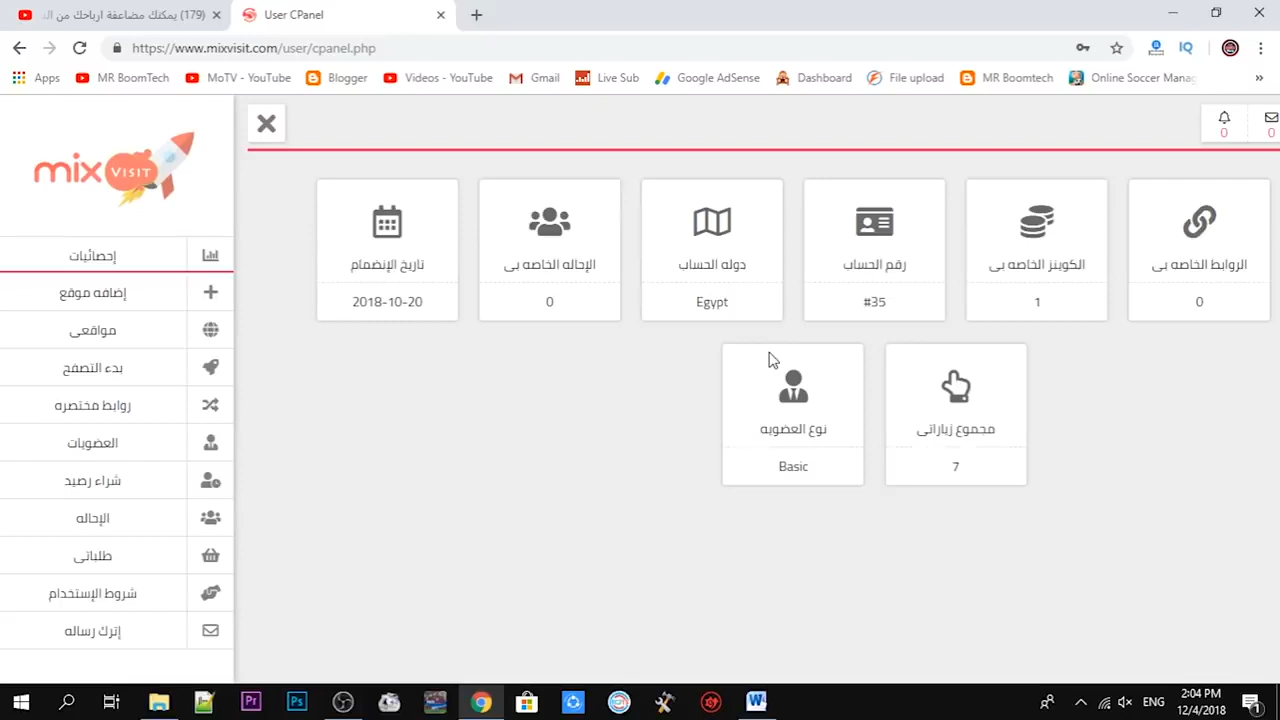 (179) يمكنك مضاعفة ارباحك من الـ
User CPanel
https://www.mixvisit.com/user/cpanel.php
IQ
Apps
MR BoomTech
MoTV - YouTube
Blogger
Videos - YouTube
Gmail
Live Sub
Google AdSense
Dashboard
File upload
MR Boomtech
Online Soccer Manag
»
mix VISIT
0
0
إحصائيات
إضافه موقع
مواقعى
بدء التصفح
روابط مختصره
العضويات
شراء رصيد
الإحاله
طلباتى
شروط الإستخدام
إترك رساله
الروابط الخاصه بى
0
الكوينز الخاصه بى
1
رقم الحساب
#35
دوله الحساب
Egypt
الإحاله الخاصه بى
0
تاريخ الإنضمام
2018-10-20
مجموع زياراتى
7
نوع العضويه
Basic
Pr
Ps
W
ENG
2:04 PM
12/4/2018
1